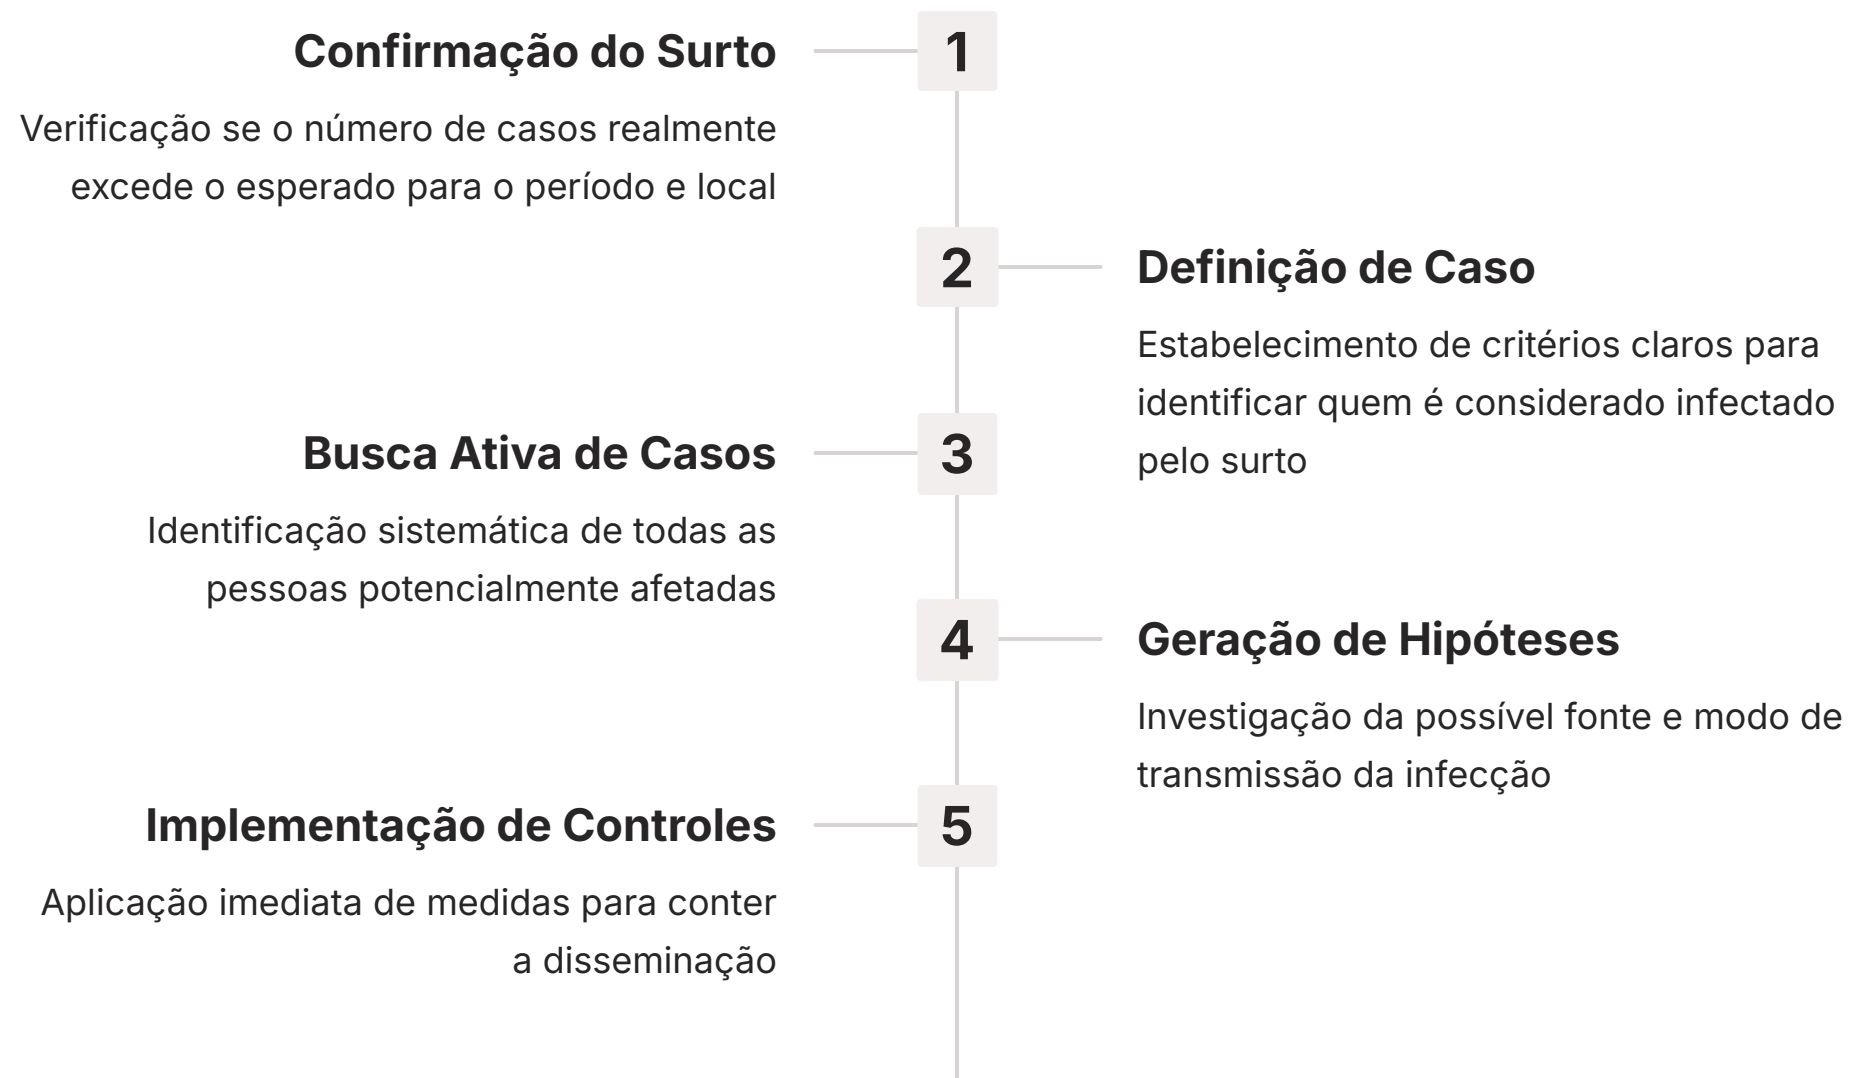 Confirmação do Surto
1
Verificação se o número de casos realmente
excede o esperado para o período e local
2
Definição de Caso
Estabelecimento de critérios claros para
identificar quem é considerado infectado
pelo surto
Busca Ativa de Casos
3
Identificação sistemática de todas as
pessoas potencialmente afetadas
4
Geração de Hipóteses
Investigação da possível fonte e modo de
transmissão da infecção
Implementação de Controles
5
Aplicação imediata de medidas para conter
a disseminação